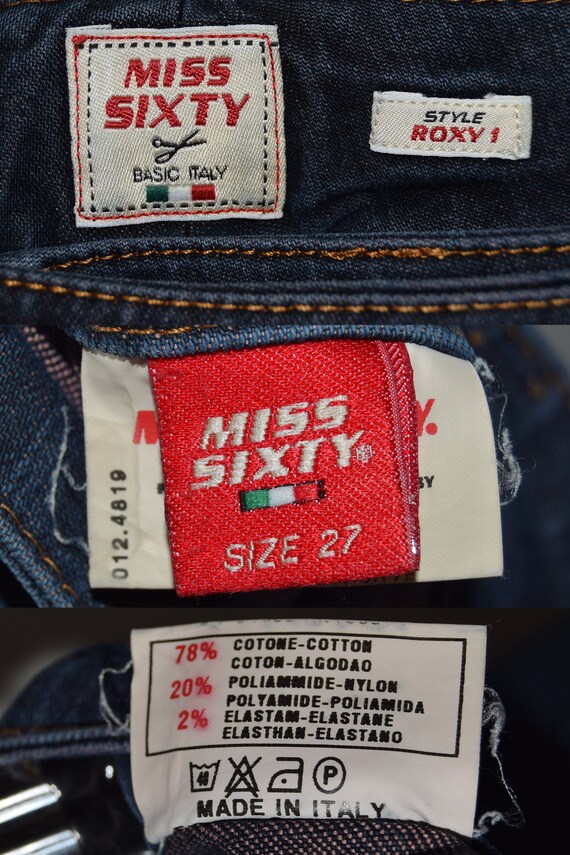 MISS
SIXTY
BASIC ITALY
STYLE
ROXY 1
MISS
SIXTY
SIZE 27
012.4819
M
Y.
BY
78% COTONE-COTTON
COTON-ALGODAO
20% POLIAMMIDE-NYLON
POLYAMIDE-POLIAMIDA
2% ELASTAM-ELASTANE
ELASTHAN-ELASTANO
40 P
MADE IN ITALY